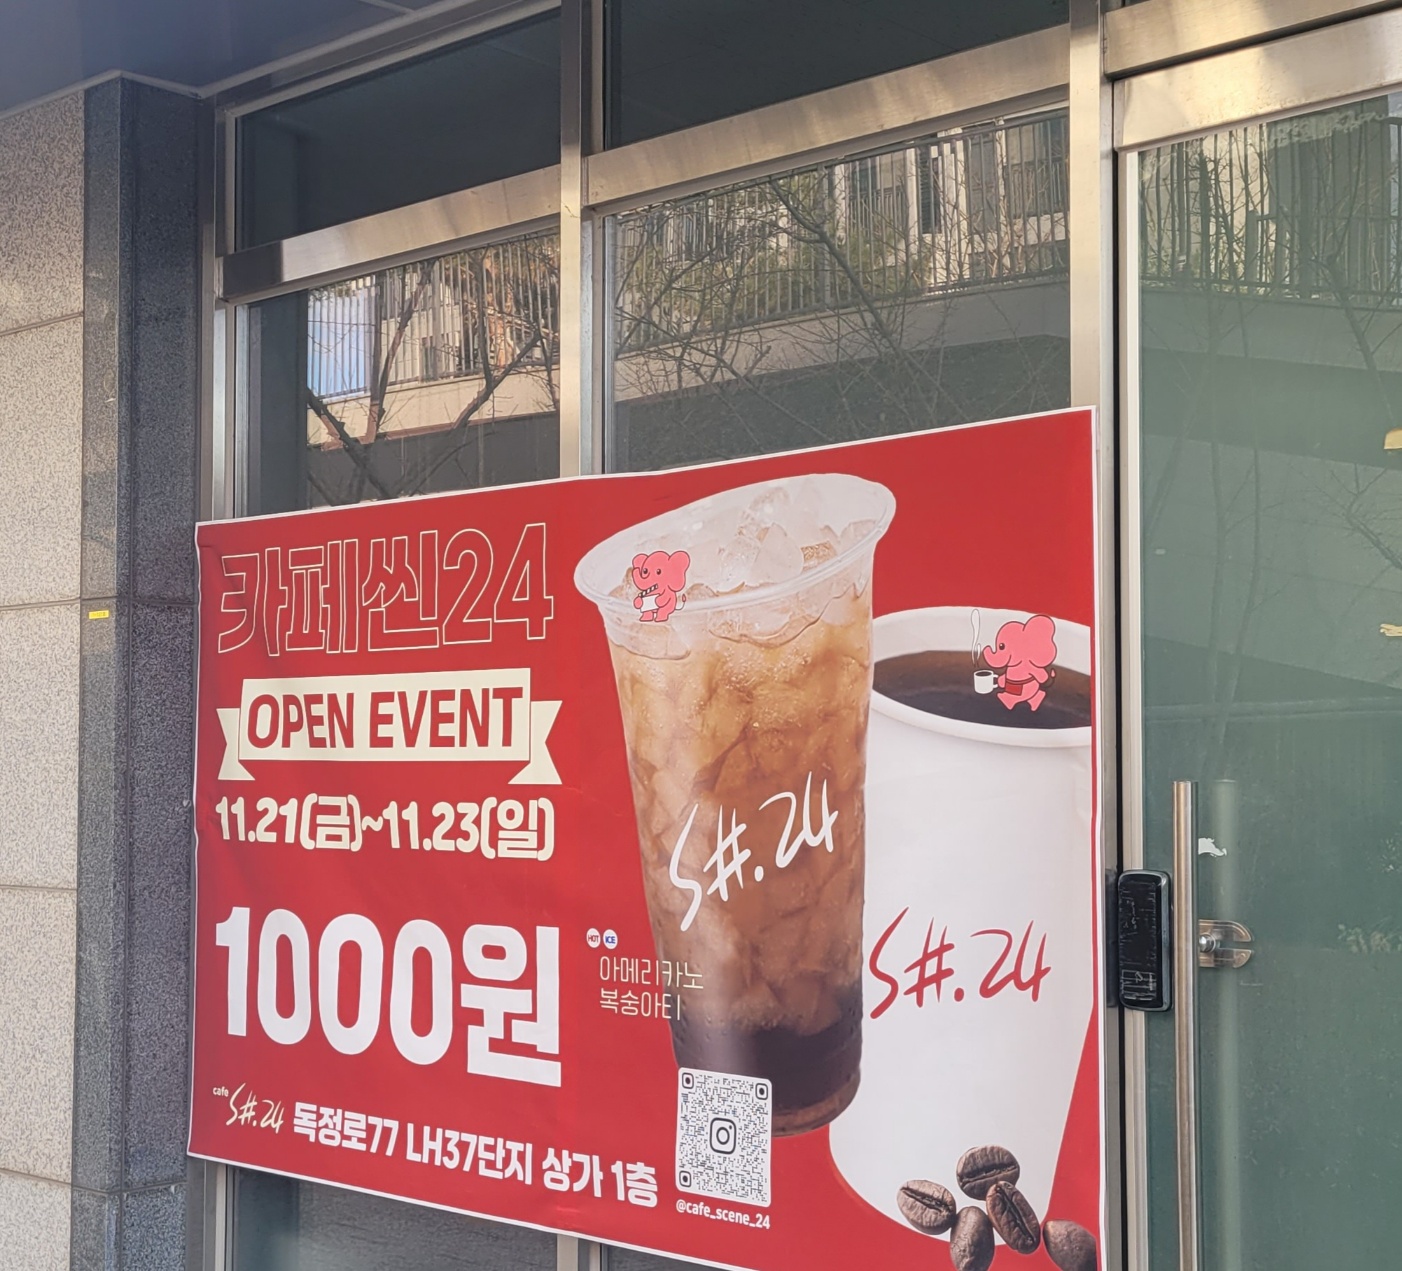 카페씬24
OPEN EVENT
11.21(금)~11.23(일)
1000원
HOT ICE
아메리카노
복숭아티
cafe S#.24 독정로77 LH37단지 상가 1층
@cafe_scene_24
S#.24
S#.24